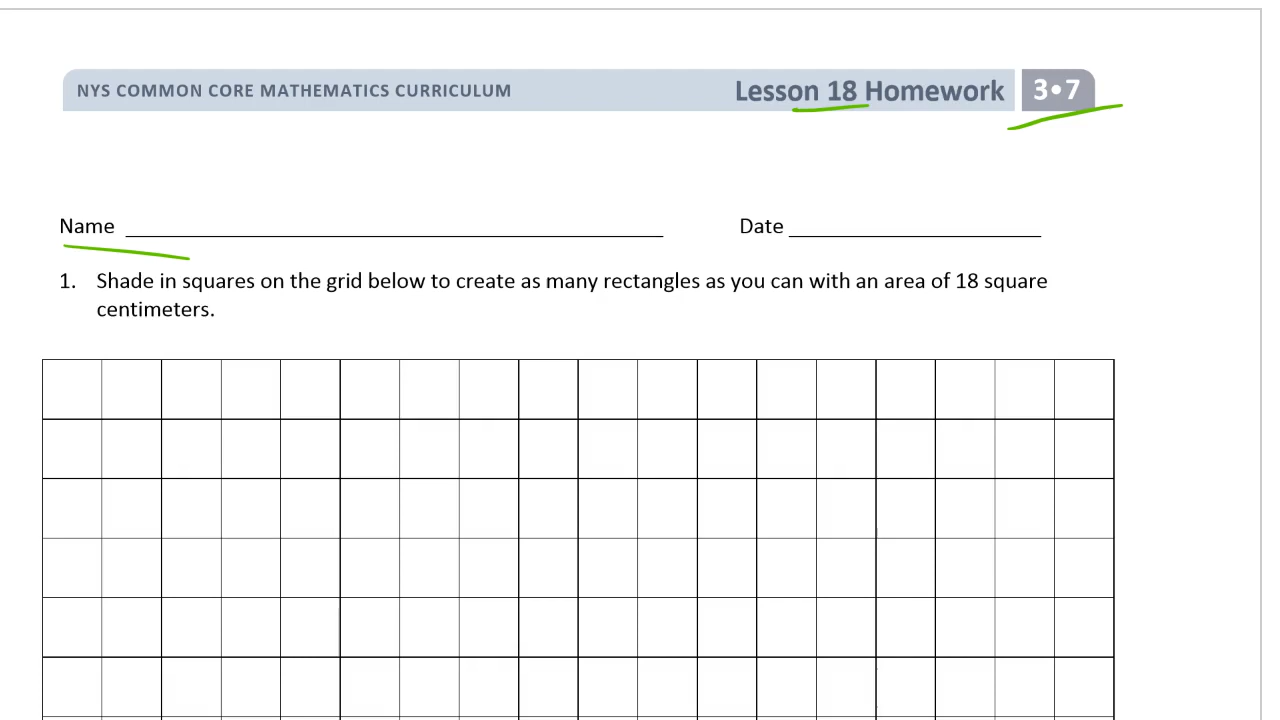 NYS COMMON CORE MATHEMATICS CURRICULUM Lesson 18 Homework 3•7
Name Date
1. Shade in squares on the grid below to create as many rectangles as you can with an area of 18 square
centimeters.